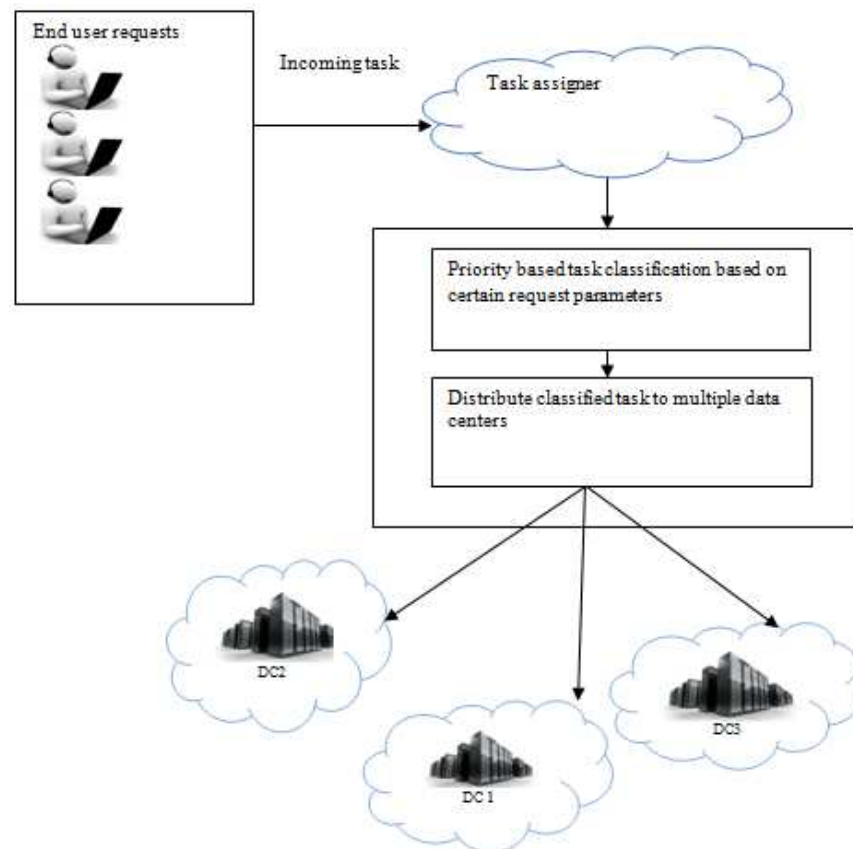 End user requests
Incoming task
Task assigner
Priority based task classification based on
certain request parameters
Distribute classified task to multiple data
centers
DC2
DC3
DC 1